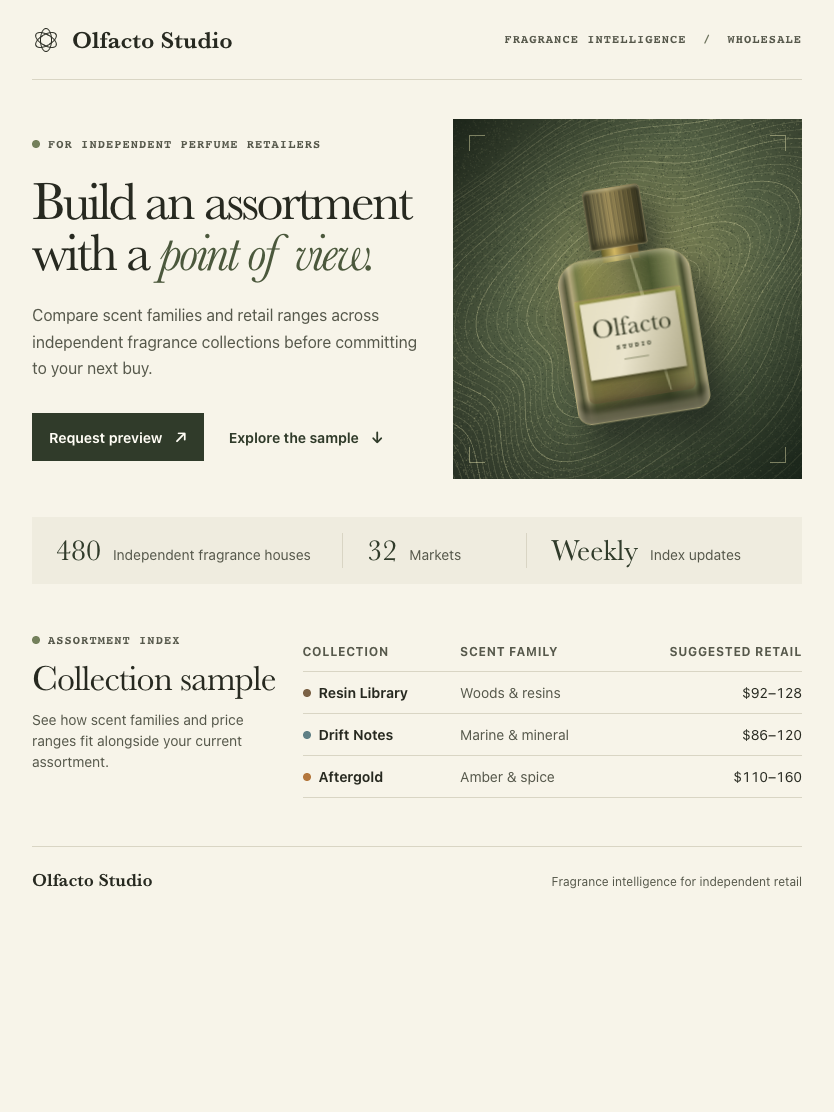 Olfacto Studio
FRAGRANCE INTELLIGENCE / WHOLESALE
FOR INDEPENDENT PERFUME RETAILERS
Build an assortment
with a point of view.
Compare scent families and retail ranges across
independent fragrance collections before committing
to your next buy.
Request preview ↗ Explore the sample ↓
Olfacto
STUDIO
480 Independent fragrance houses 32 Markets Weekly Index updates
ASSORTMENT INDEX
Collection sample
See how scent families and price
ranges fit alongside your current
assortment.
COLLECTION SCENT FAMILY SUGGESTED RETAIL
Resin Library Woods & resins $92–128
Drift Notes Marine & mineral $86–120
Aftergold Amber & spice $110–160
Olfacto Studio
Fragrance intelligence for independent retail